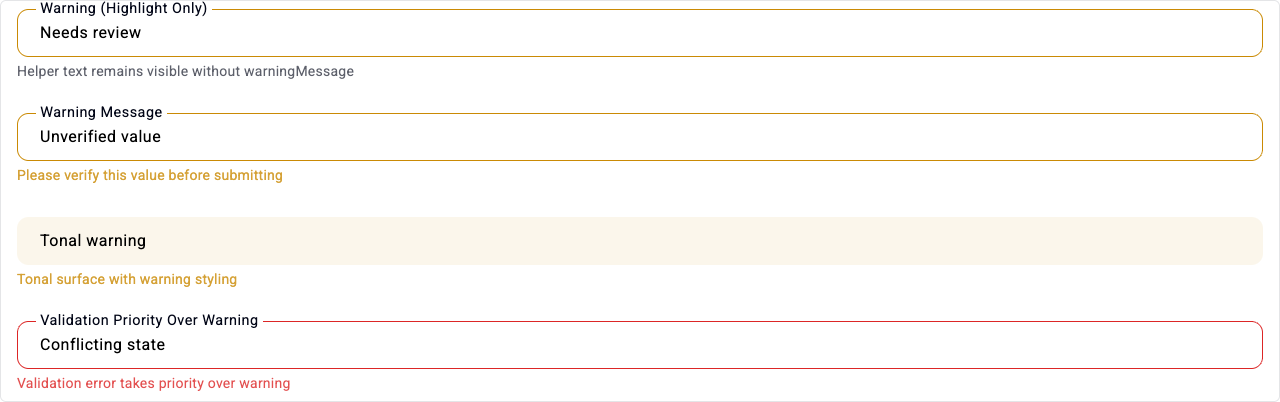 Warning (Highlight Only)
Needs review
Helper text remains visible without warningMessage
Warning Message
Unverified value
Please verify this value before submitting
Tonal warning
Tonal surface with warning styling
Validation Priority Over Warning
Conflicting state
Validation error takes priority over warning